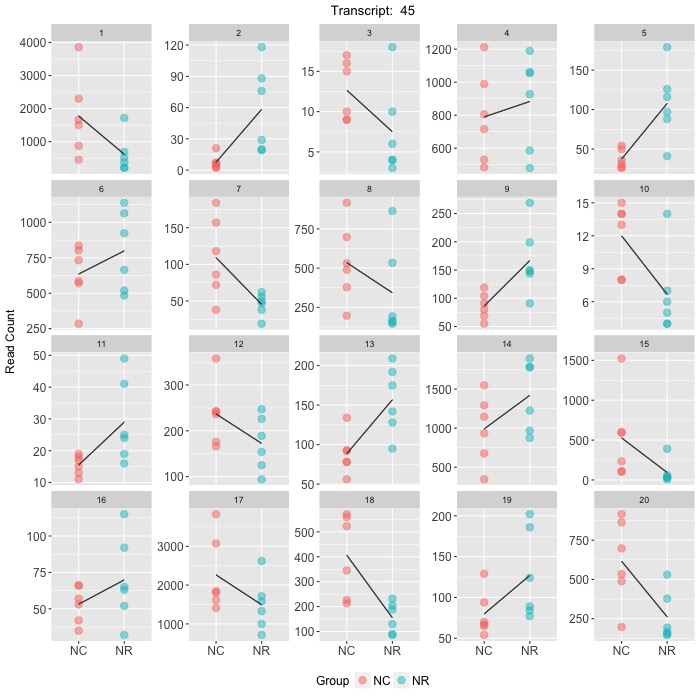 Transcript: 45
1 2 3 4 5
4000 3000 2000 1000
120 90 60 30 0
15 10 5
1200 1000 800 600 400
150 100 50
6 7 8 9 10
1000 750 500 250
150 100 50
750 500 250
250 200 150 100 50
15 12 9 6
Read Count
11 12 13 14 15
50 40 30 20 10
300 200 100
200 150 100 50
1500 1000 500
1500 1000 500 0
16 17 18 19 20
100 75 50
3000 2000 1000
500 400 300 200 100
200 150 100 50
750 500 250
NC NR NC NR NC NR NC NR NC NR
Group NC NR